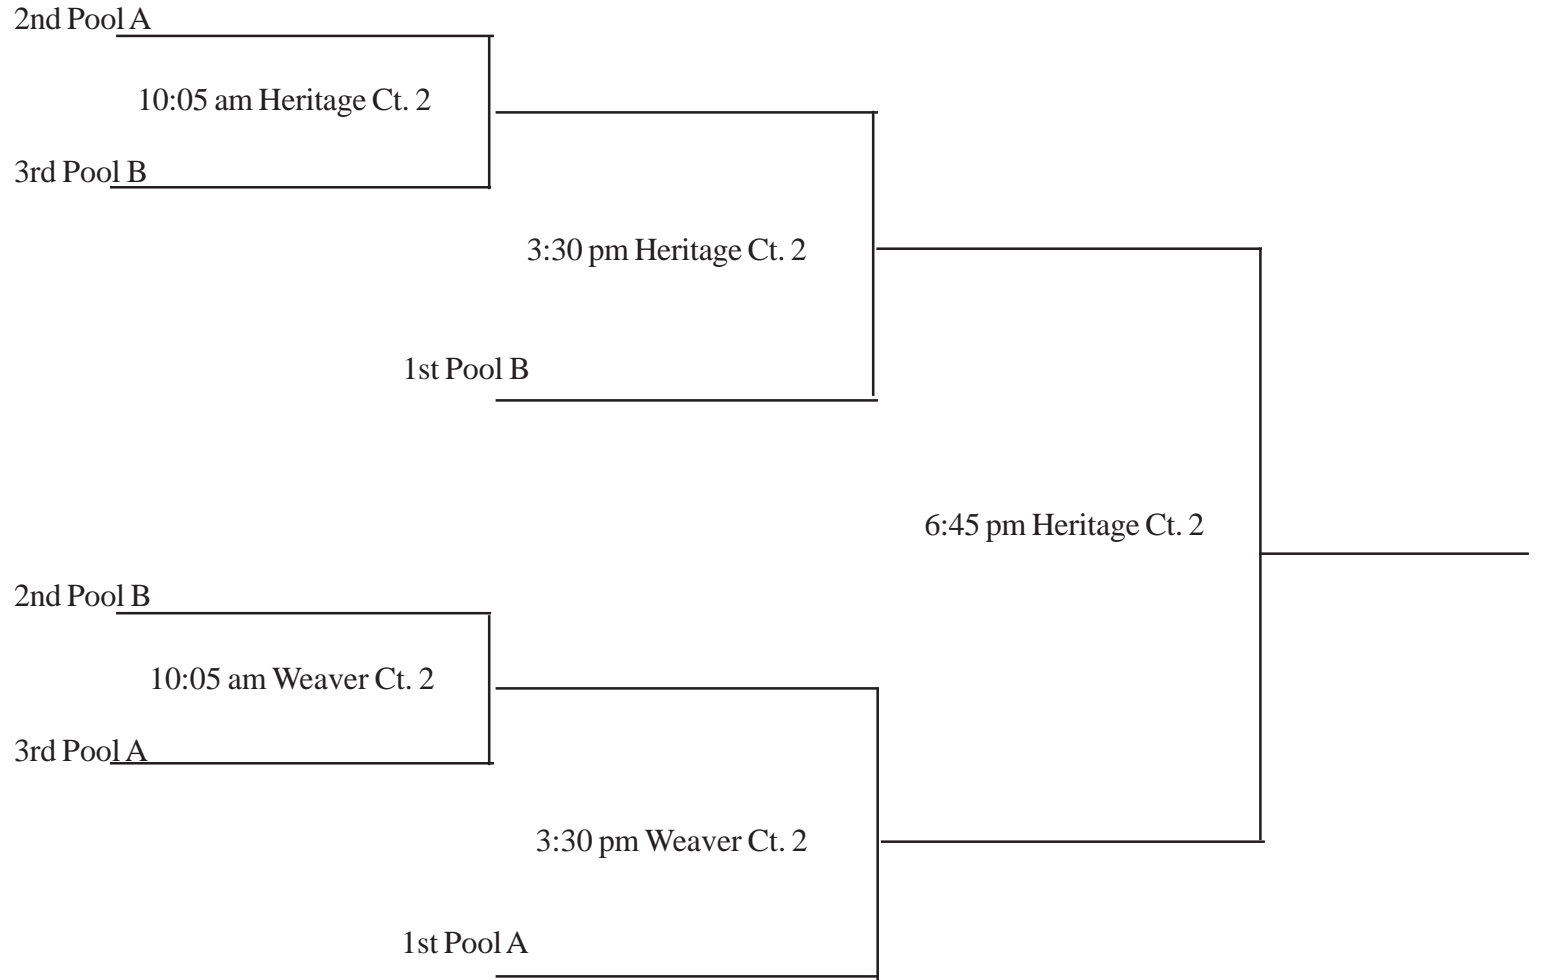 2nd Pool A
10:05 am Heritage Ct. 2
3rd Pool B
3:30 pm Heritage Ct. 2
1st Pool B
6:45 pm Heritage Ct. 2
2nd Pool B
10:05 am Weaver Ct. 2
3rd Pool A
3:30 pm Weaver Ct. 2
1st Pool A